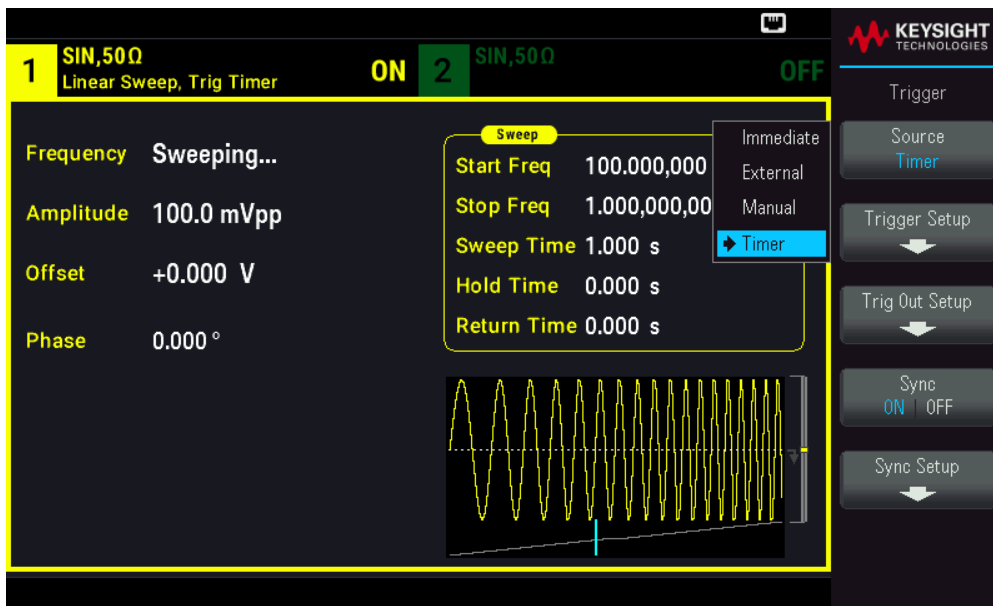 KEYSIGHT
TECHNOLOGIES
1
SIN,50Ω
Linear Sweep, Trig Timer
ON
2
SIN,50Ω
OFF
Trigger
Frequency Sweeping...
Amplitude 100.0 mVpp
Offset +0.000 V
Phase 0.000 °
Sweep
Start Freq 100.000,000
Stop Freq 1.000,000,00
Sweep Time 1.000 s
Hold Time 0.000 s
Return Time 0.000 s
Immediate
External
Manual
Timer
Source
Timer
Trigger Setup
Trig Out Setup
Sync
ON | OFF
Sync Setup